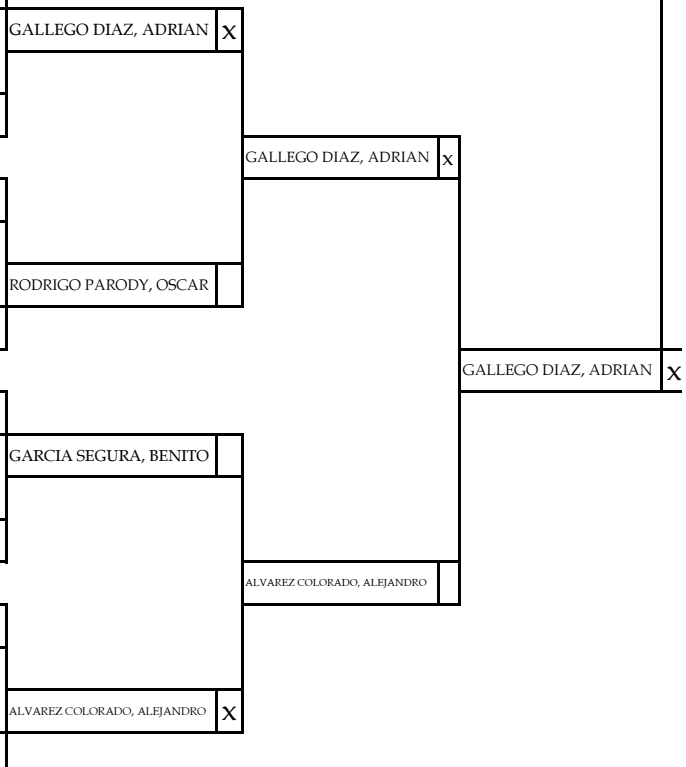 GALLEGO DIAZ, ADRIAN X
GALLEGO DIAZ, ADRIAN x
RODRIGO PARODY, OSCAR
GALLEGO DIAZ, ADRIAN x
GARCIA SEGURA, BENITO
ALVAREZ COLORADO, ALEJANDRO
ALVAREZ COLORADO, ALEJANDRO X